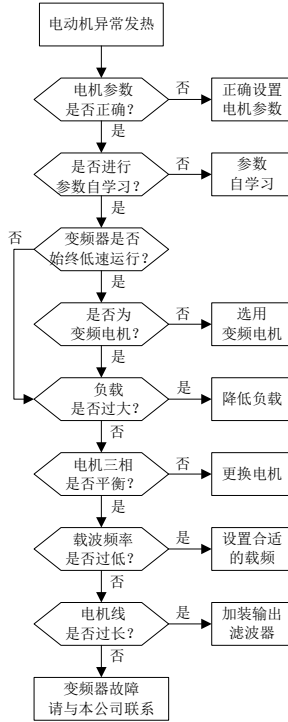 电动机异常发热
电机参数
是否正确？
否
正确设置
电机参数
是
是否进行
参数自学习？
否
参数
自学习
是
否
变频器是否
始终低速运行？
是
是否为
变频电机？
否
选用
变频电机
是
负载
是否过大？
是
降低负载
否
电机三相
是否平衡？
否
更换电机
是
载波频率
是否过低？
是
设置合适
的载频
否
电机线
是否过长？
是
加装输出
滤波器
否
变频器故障
请与本公司联系